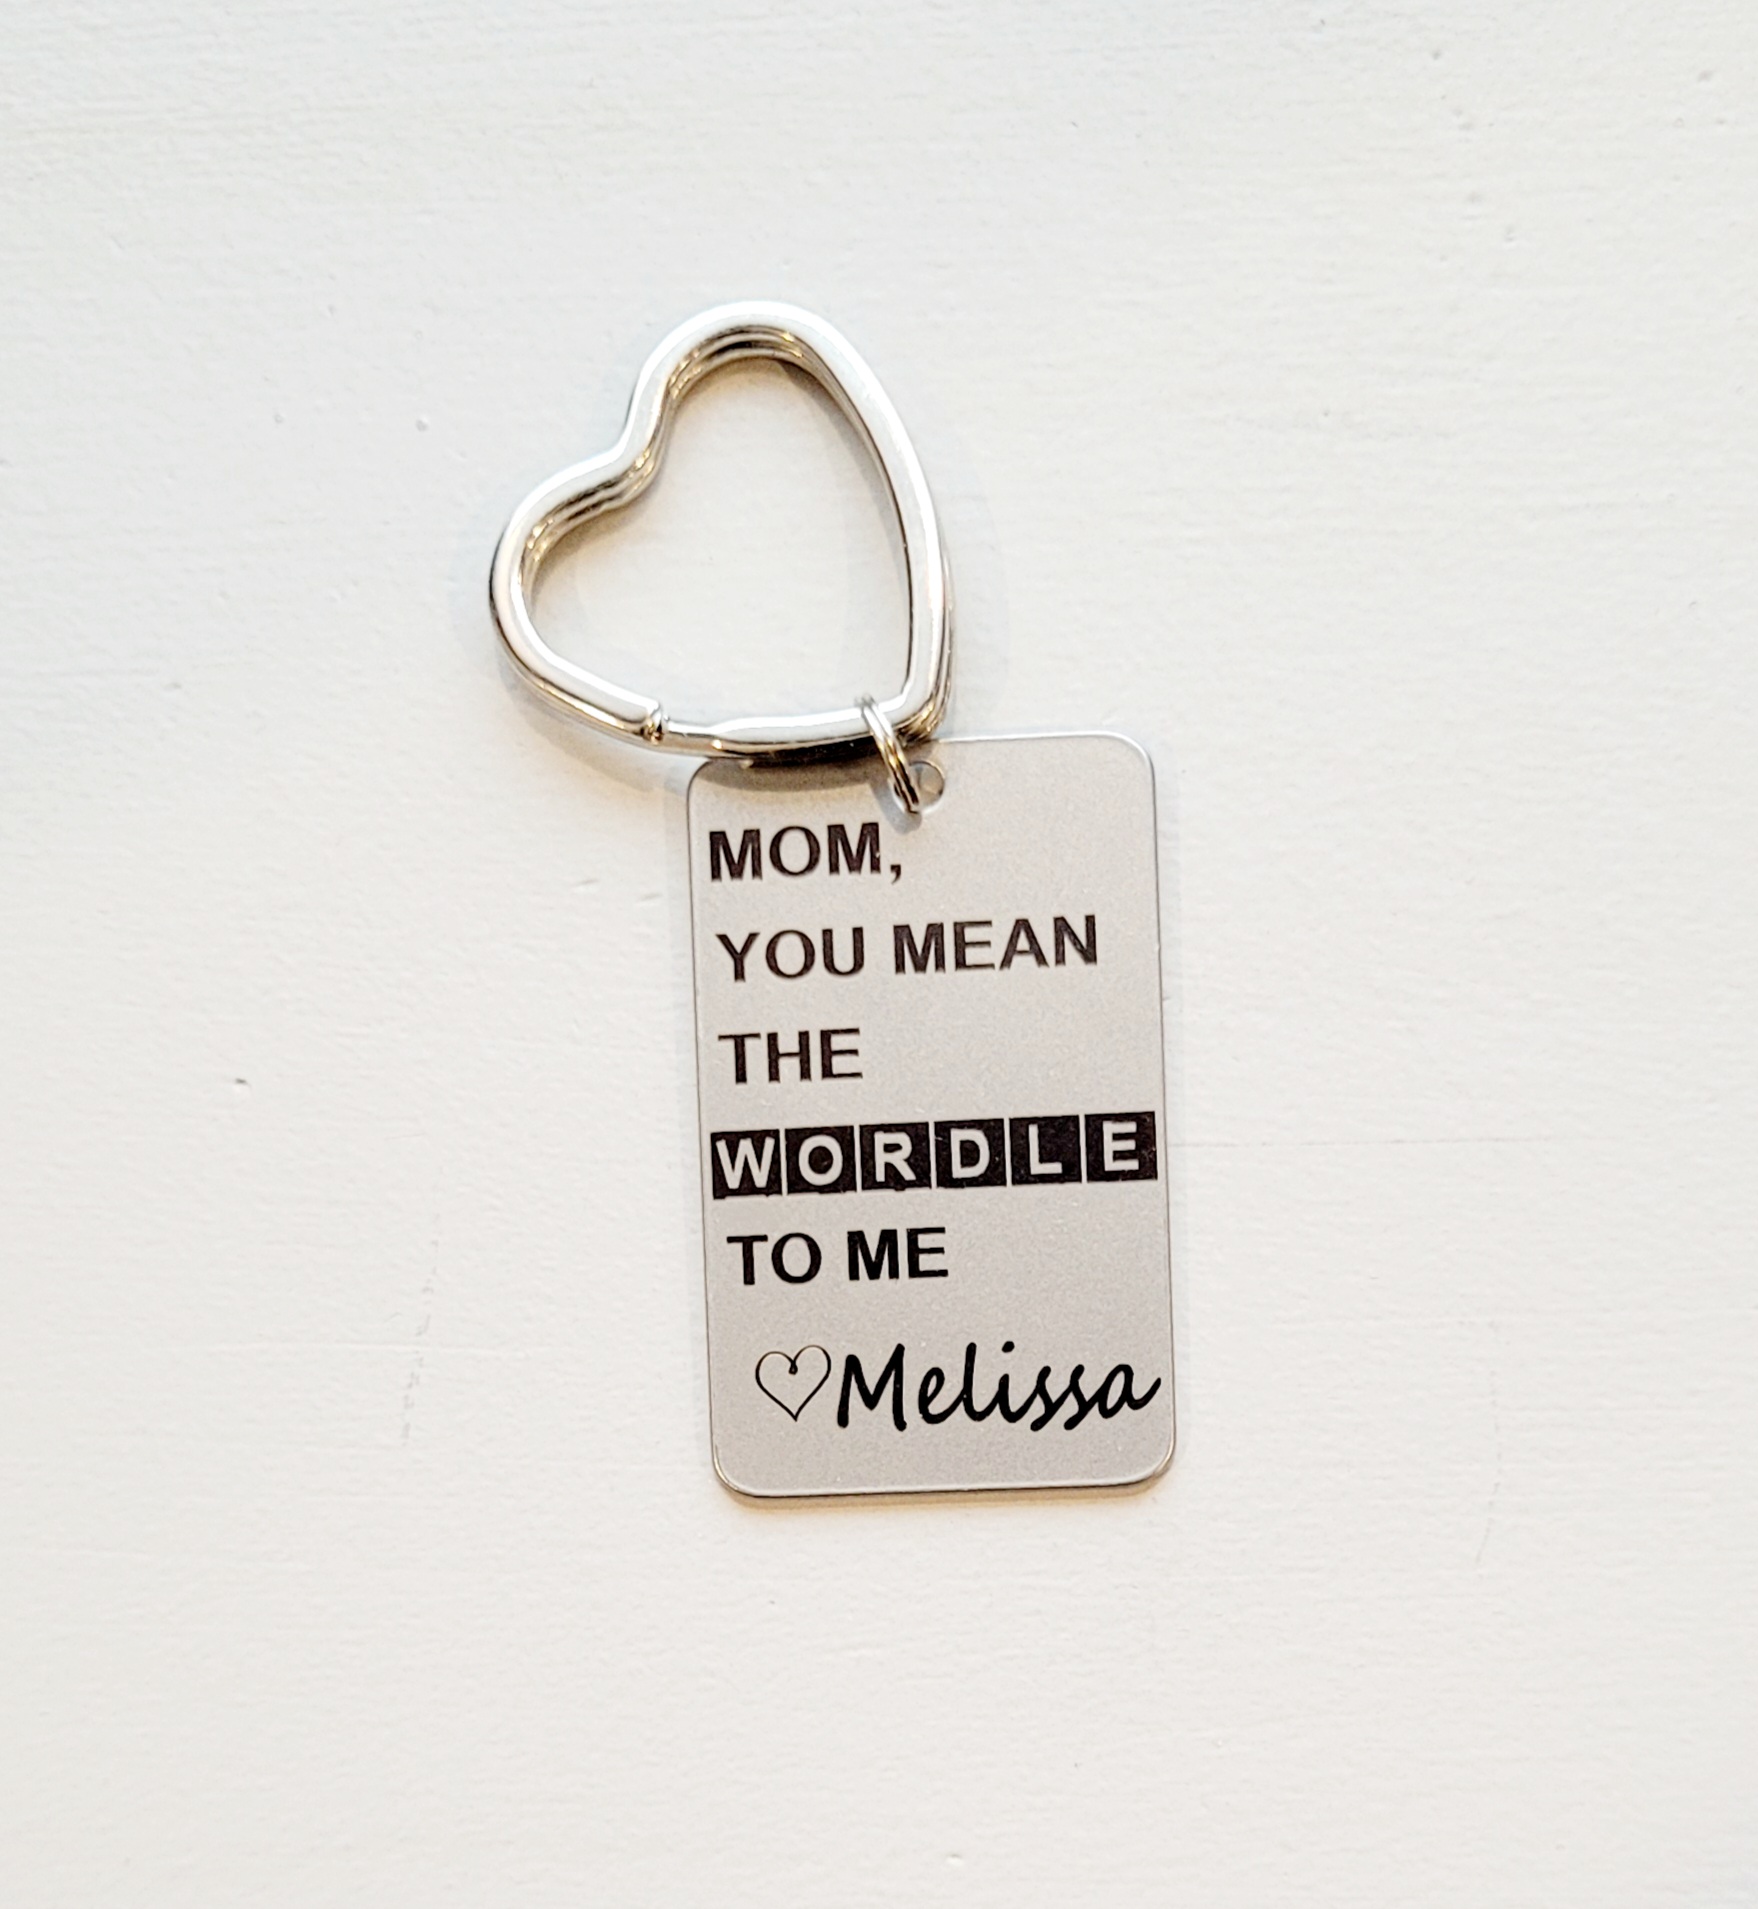 MOM,
YOU MEAN
THE
WORDLE
TO ME
♡Melissa